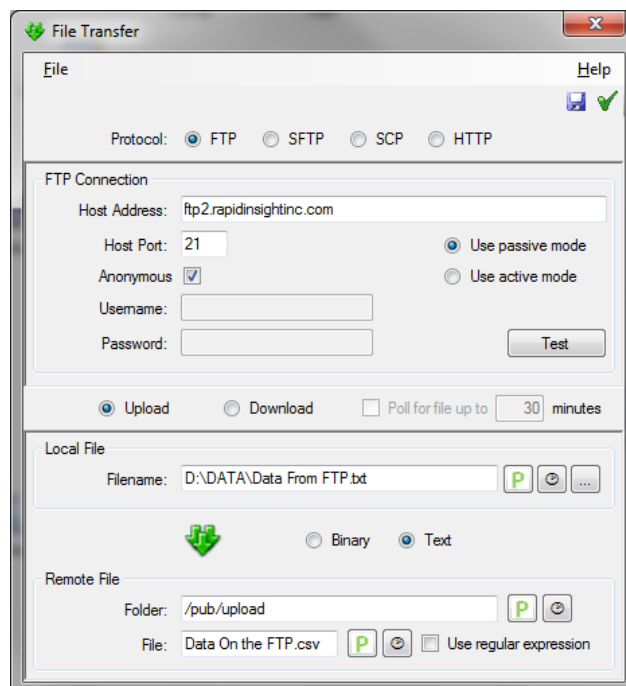 File Transfer
File Help
Protocol: FTP SFTP SCP HTTP
FTP Connection
Host Address: ftp2.rapidinsightinc.com
Host Port: 21 Use passive mode
Anonymous Use active mode
Username:
Password: Test
Upload Download Poll for file up to 30 minutes
Local File
Filename: D:\DATA\Data From FTP.txt P ...
Binary Text
Remote File
Folder: /pub/upload P
File: Data On the FTP.csv P Use regular expression